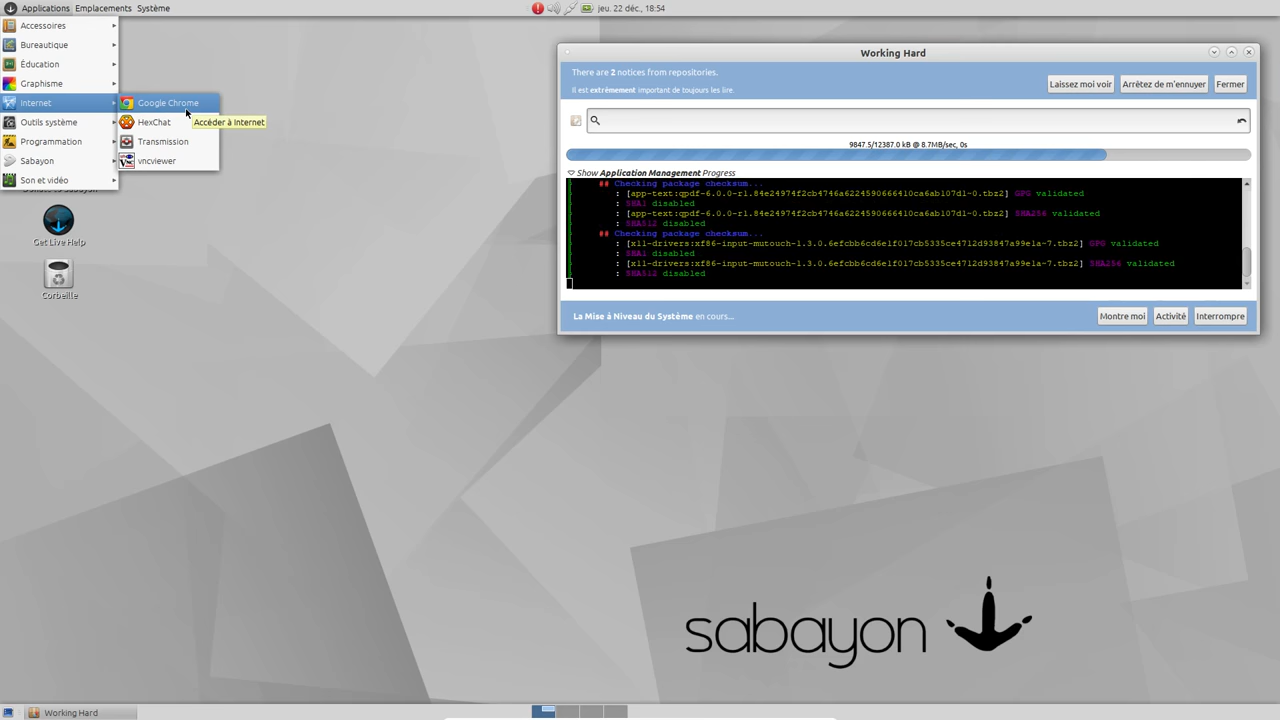 Applications Emplacements Système
jeu. 22 déc., 18:54
Accessoires
Bureautique
Éducation
Graphisme
Internet
Outils système
Programmation
Sabayon
Son et vidéo
Google Chrome
HexChat
Transmission
vncviewer
Accéder à Internet
Get Live Help
Corbeille
Working Hard
There are 2 notices from repositories.
Il est extrêmement important de toujours les lire.
Laissez moi voir
Arrêtez de m'ennuyer
Fermer
9847.5/12387.0 kB @ 8.7MB/sec, 0s
Show Application Management Progress
## Checking package checksum...
: [app-text:qpdf-6.0.0-r1.84e24974f2cb4746a6224590666410ca6ab107d1-0.tbz2] GPG validated
: SHA1 disabled
: [app-text:qpdf-6.0.0-r1.84e24974f2cb4746a6224590666410ca6ab107d1-0.tbz2] SHA256 validated
: SHA512 disabled
## Checking package checksum...
: [x11-drivers:xf86-input-mutouch-1.3.0.6efcbb6cd6e1f017cb5335ce4712d93847a99e1a-7.tbz2] GPG validated
: SHA1 disabled
: [x11-drivers:xf86-input-mutouch-1.3.0.6efcbb6cd6e1f017cb5335ce4712d93847a99e1a-7.tbz2] SHA256 validated
: SHA512 disabled
La Mise à Niveau du Système en cours...
Montre moi
Activité
Interrompre
sabayon
Working Hard